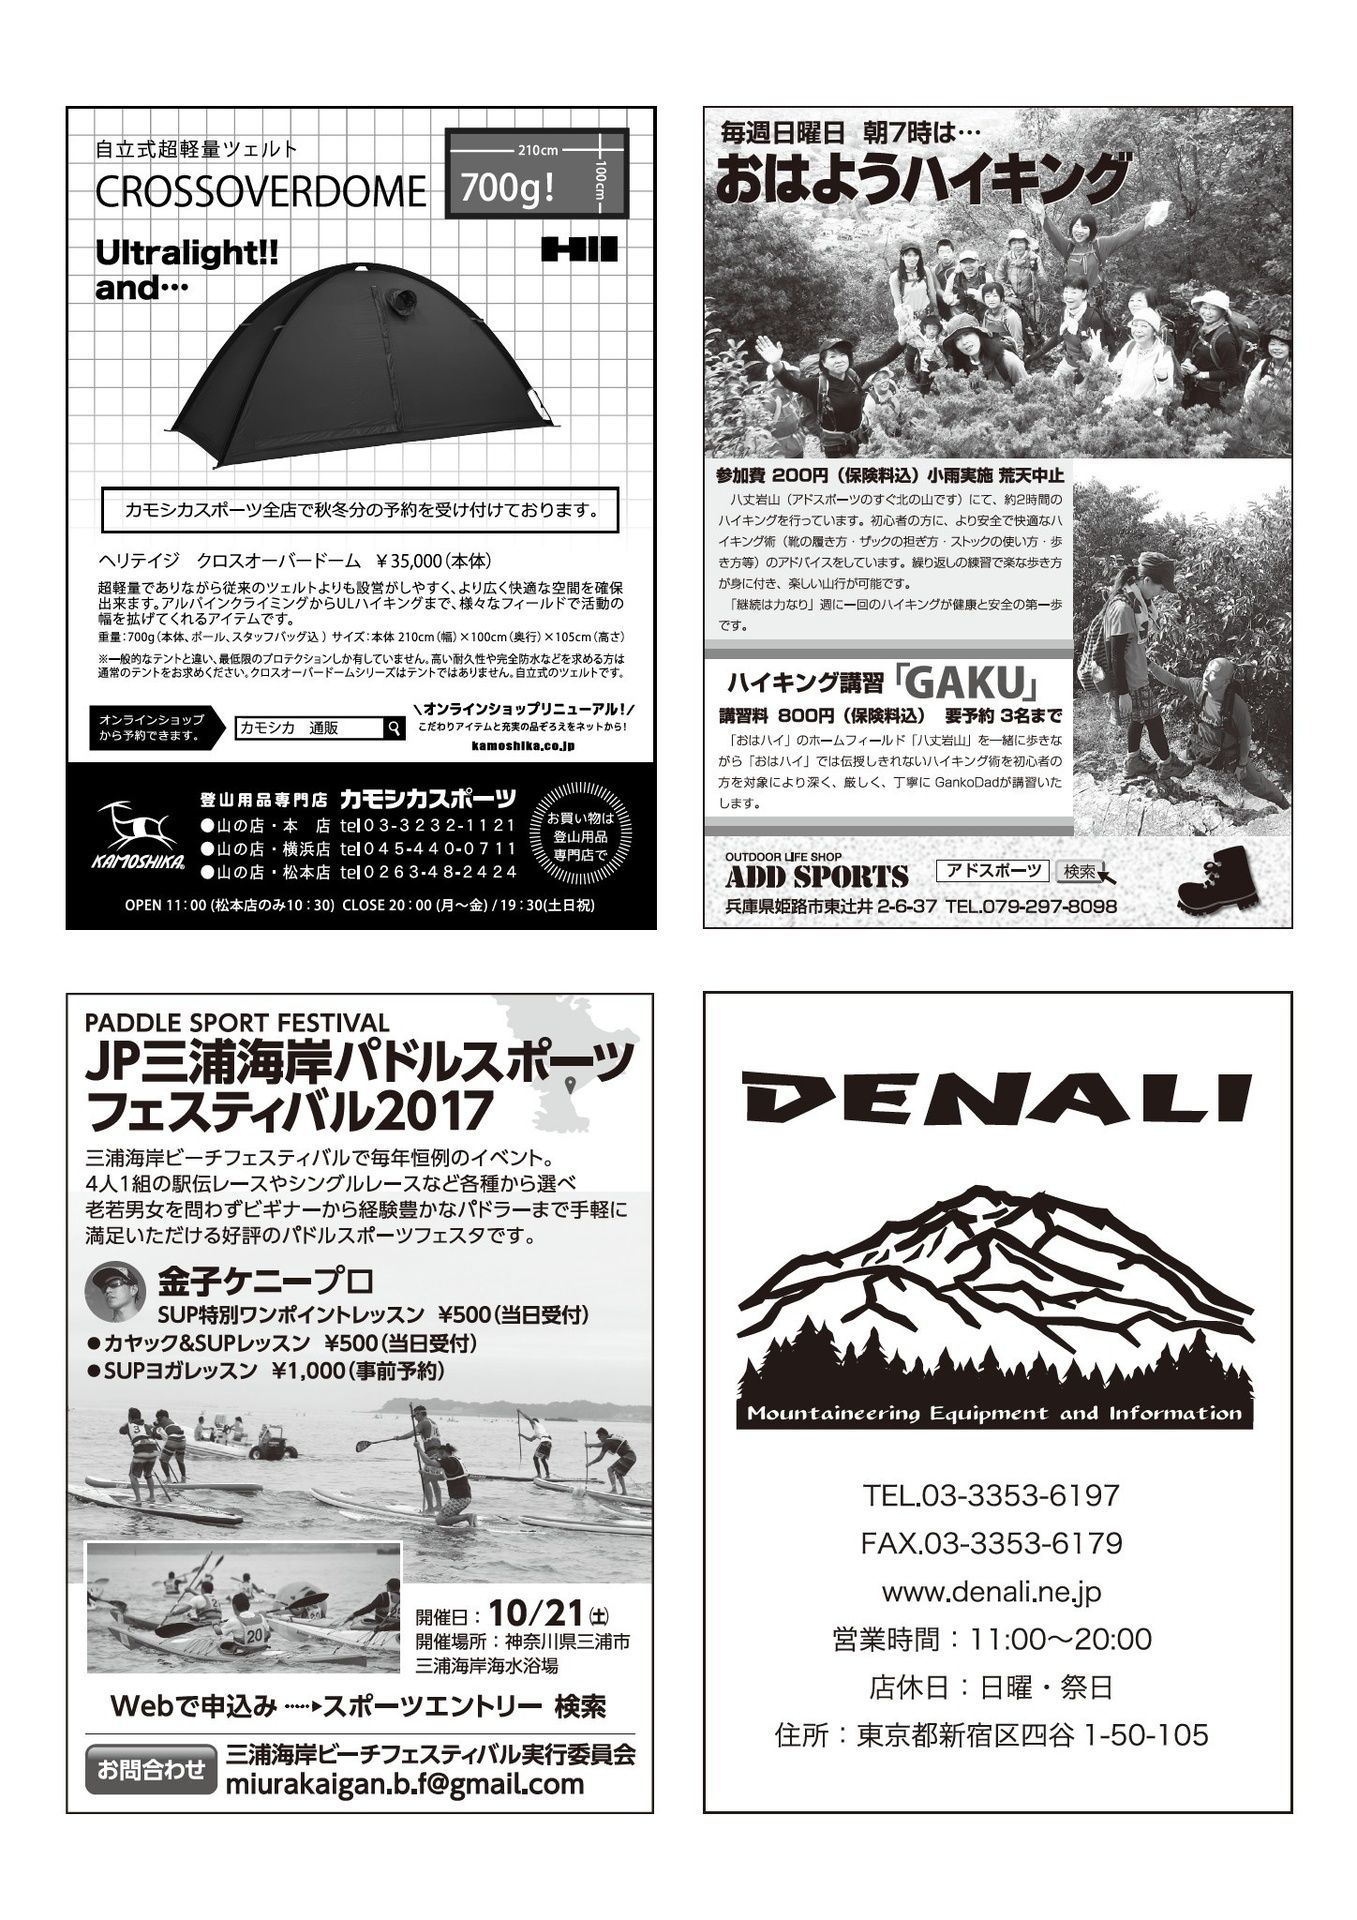 自立式超軽量ツェルト
CROSSOVERDOME
210cm
100cm
700g!
Ultralight!!
and…
カモシカスポーツ全店で秋冬分の予約を受け付けております。
ヘリテイジ　クロスオーバードーム　￥35,000（本体）
超軽量でありながら従来のツェルトよりも設営がしやすく、より広く快適な空間を確保
出来ます。アルパインクライミングからULハイキングまで、様々なフィールドで活動の
幅を拡げてくれるアイテムです。
重量：700g（本体、ポール、スタッフバッグ込）サイズ：本体 210cm（幅）×100cm（奥行）×105cm（高さ）
※一般的なテントと違い、最低限のプロテクションしか有していません。高い耐久性や完全防水などを求める方は
通常のテントをお求めください。クロスオーバードームシリーズはテントではありません。自立式のツェルトです。
オンラインショップ
から予約できます。
カモシカ　通販
\オンラインショップリニューアル！/
こだわりアイテムと充実の品ぞろえをネットから！
kamoshika.co.jp
KAMOSHIKA.
登山用品専門店 カモシカスポーツ
●山の店・本　店 tel03-3232-1121
●山の店・横浜店 tel045-440-0711
●山の店・松本店 tel0263-48-2424
お買い物は
登山用品
専門店で
OPEN 11：00 (松本店のみ10：30) CLOSE 20：00 (月～金) / 19：30(土日祝)
毎週日曜日 朝7時は…
おはようハイキング
参加費 200円（保険料込）小雨実施 荒天中止
八丈岩山（アドスポーツのすぐ北の山です）にて、約2時間の
ハイキングを行っています。初心者の方に、より安全で快適なハ
イキング術（靴の履き方・ザックの担ぎ方・ストックの使い方・歩
き方等）のアドバイスをしています。繰り返しの練習で楽な歩き方
が身に付き、楽しい山行が可能です。
「継続は力なり」週に一回のハイキングが健康と安全の第一歩
です。
ハイキング講習「GAKU」
講習料 800円（保険料込）　要予約 3名まで
「おはハイ」のホームフィールド「八丈岩山」を一緒に歩きな
がら「おはハイ」では伝授しきれないハイキング術を初心者の
方を対象により深く、厳しく、丁寧に GankoDadが講習いた
します。
OUTDOOR LIFE SHOP
ADD SPORTS
アドスポーツ 検索
兵庫県姫路市東辻井 2-6-37 TEL.079-297-8098
PADDLE SPORT FESTIVAL
JP三浦海岸パドルスポーツ
フェスティバル2017
三浦海岸ビーチフェスティバルで毎年恒例のイベント。
4人1組の駅伝レースやシングルレースなど各種から選べ
老若男女を問わずビギナーから経験豊かなパドラーまで手軽に
満足いただける好評のパドルスポーツフェスタです。
金子ケニープロ
SUP特別ワンポイントレッスン ¥500（当日受付）
●カヤック&SUPレッスン ¥500（当日受付）
●SUPヨガレッスン ¥1,000（事前予約）
3
20
開催日：10/21㈯
開催場所：神奈川県三浦市
三浦海岸海水浴場
Webで申込み ┄▶スポーツエントリー 検索
お問合わせ
三浦海岸ビーチフェスティバル実行委員会
miurakaigan.b.f@gmail.com
DENALI
Mountaineering Equipment and Information
TEL.03-3353-6197
FAX.03-3353-6179
www.denali.ne.jp
営業時間：11:00～20:00
店休日：日曜・祭日
住所：東京都新宿区四谷 1-50-105